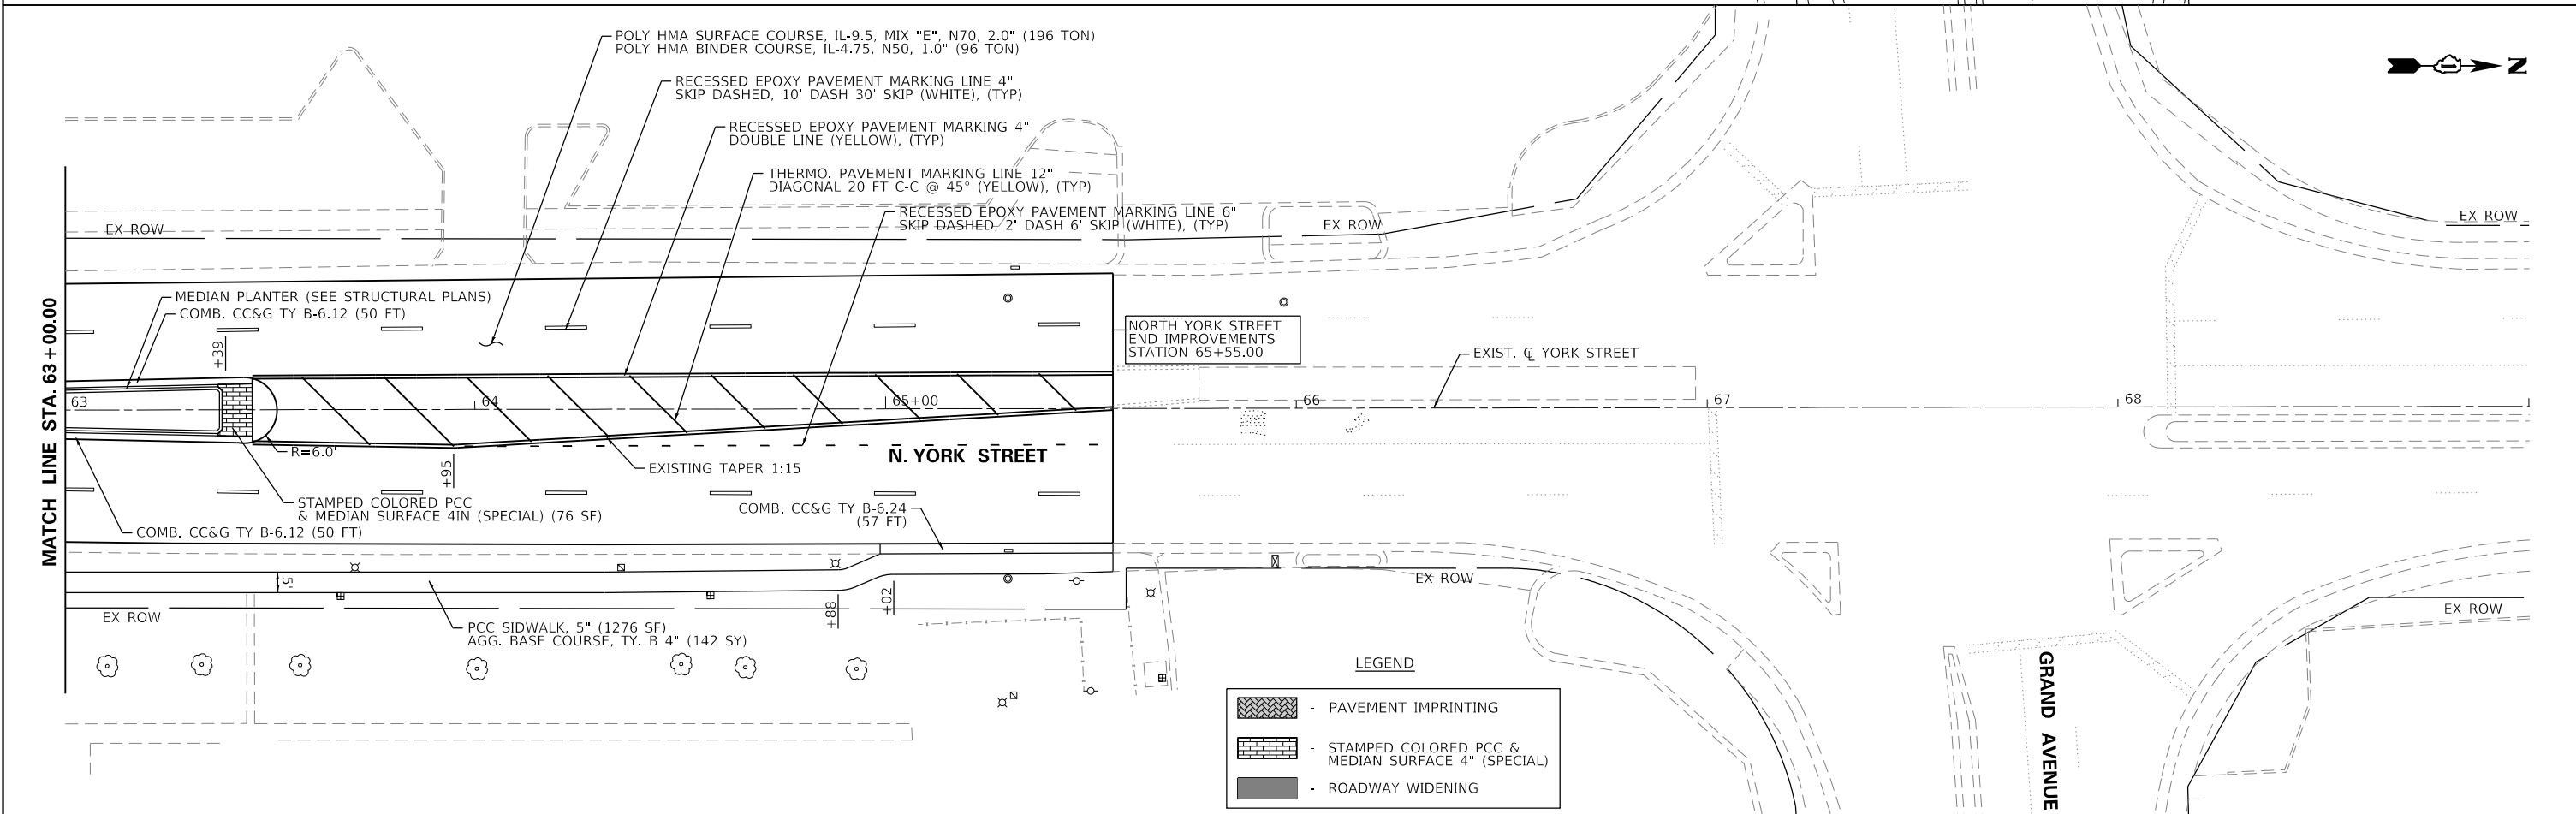 POLY HMA SURFACE COURSE, IL-9.5, MIX "E", N70, 2.0" (196 TON)
POLY HMA BINDER COURSE, IL-4.75, N50, 1.0" (96 TON)
RECESSED EPOXY PAVEMENT MARKING LINE 4"
SKIP DASHED, 10' DASH 30' SKIP (WHITE), (TYP)
RECESSED EPOXY PAVEMENT MARKING 4"
DOUBLE LINE (YELLOW), (TYP)
THERMO. PAVEMENT MARKING LINE 12"
DIAGONAL 20 FT C-C @ 45° (YELLOW), (TYP)
RECESSED EPOXY PAVEMENT MARKING LINE 6"
SKIP DASHED, 2' DASH 6' SKIP (WHITE), (TYP)
N
EX ROW
EX ROW
EX ROW
MATCH LINE STA. 63+00.00
MEDIAN PLANTER (SEE STRUCTURAL PLANS)
COMB. CC&G TY B-6.12 (50 FT)
+39
NORTH YORK STREET
END IMPROVEMENTS
STATION 65+55.00
EXIST. ℄ YORK STREET
63
64
65+00
66
67
68
R=6.0'
+95
EXISTING TAPER 1:15
N. YORK STREET
STAMPED COLORED PCC
& MEDIAN SURFACE 4IN (SPECIAL) (76 SF)
COMB. CC&G TY B-6.12 (50 FT)
COMB. CC&G TY B-6.24
(57 FT)
5'
+88
+02
EX ROW
EX ROW
EX ROW
PCC SIDWALK, 5" (1276 SF)
AGG. BASE COURSE, TY. B 4" (142 SY)
GRAND AVENUE
LEGEND
- PAVEMENT IMPRINTING
- STAMPED COLORED PCC &
MEDIAN SURFACE 4" (SPECIAL)
- ROADWAY WIDENING